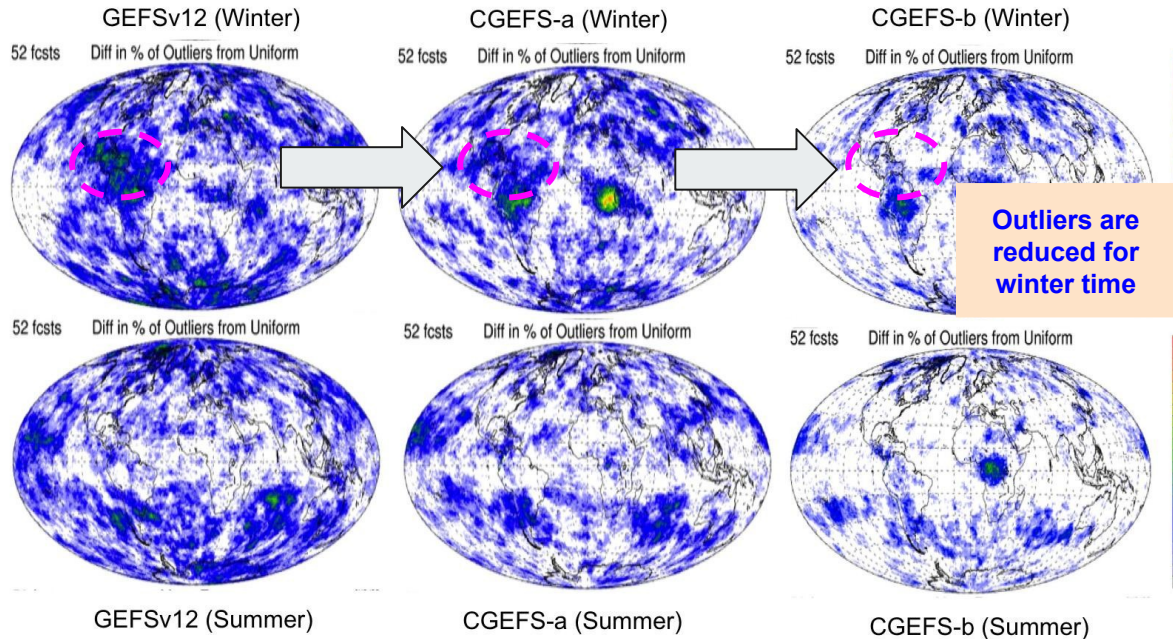 GEFSv12 (Winter)
CGEFS-a (Winter)
CGEFS-b (Winter)
52 fcsts Diff in % of Outliers from Uniform
52 fcsts Diff in % of Outliers from Uniform
52 fcsts Diff in % of Outliers from Uniform
Outliers are
reduced for
winter time
52 fcsts Diff in % of Outliers from Uniform
52 fcsts Diff in % of Outliers from Uniform
52 fcsts Diff in % of Outliers from Uniform
GEFSv12 (Summer)
CGEFS-a (Summer)
CGEFS-b (Summer)